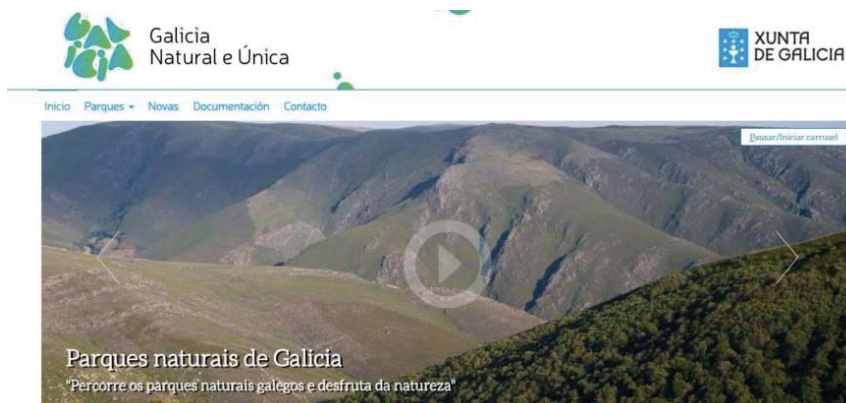 GALICIA
Galicia
Natural e Única
XUNTA
DE GALICIA
Inicio Parques Novas Documentación Contacto
Pausar/Iniciar carrusel
Parques naturais de Galicia
"Percorre os parques naturais galegos e desfruta da natureza"